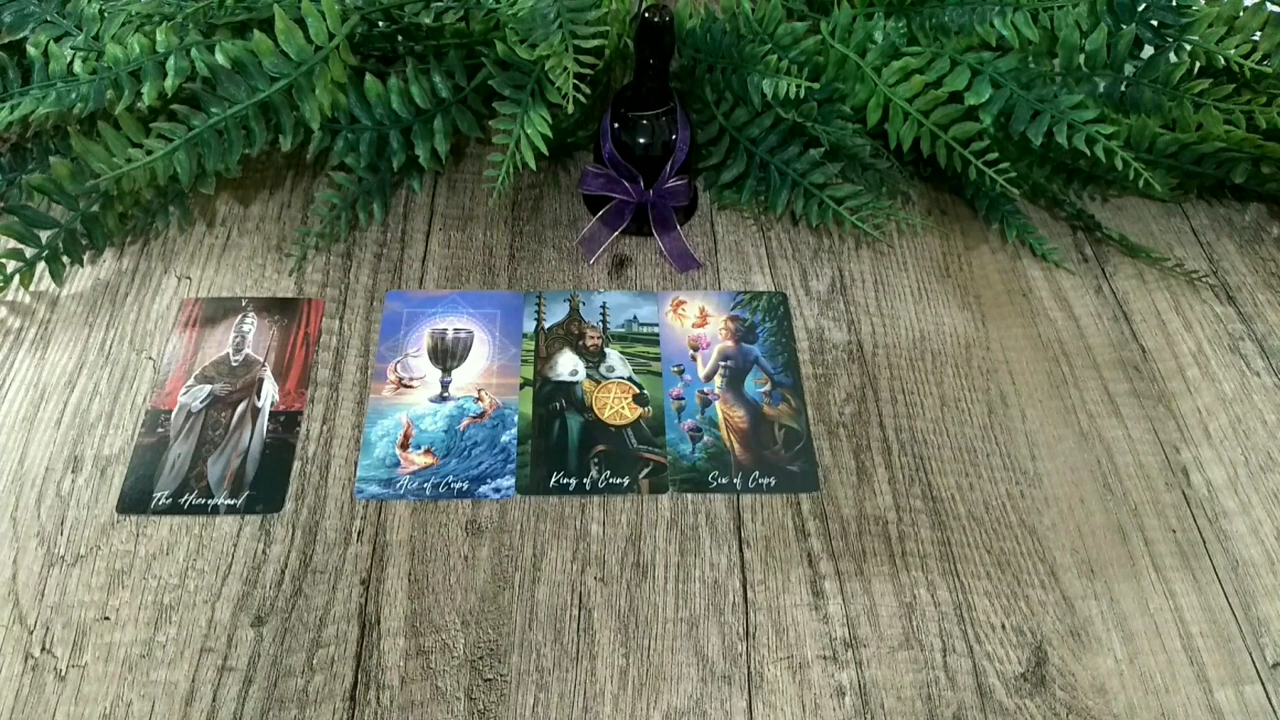 V
The Hierophant
Ace of Cups
King of Coins
Six of Cups